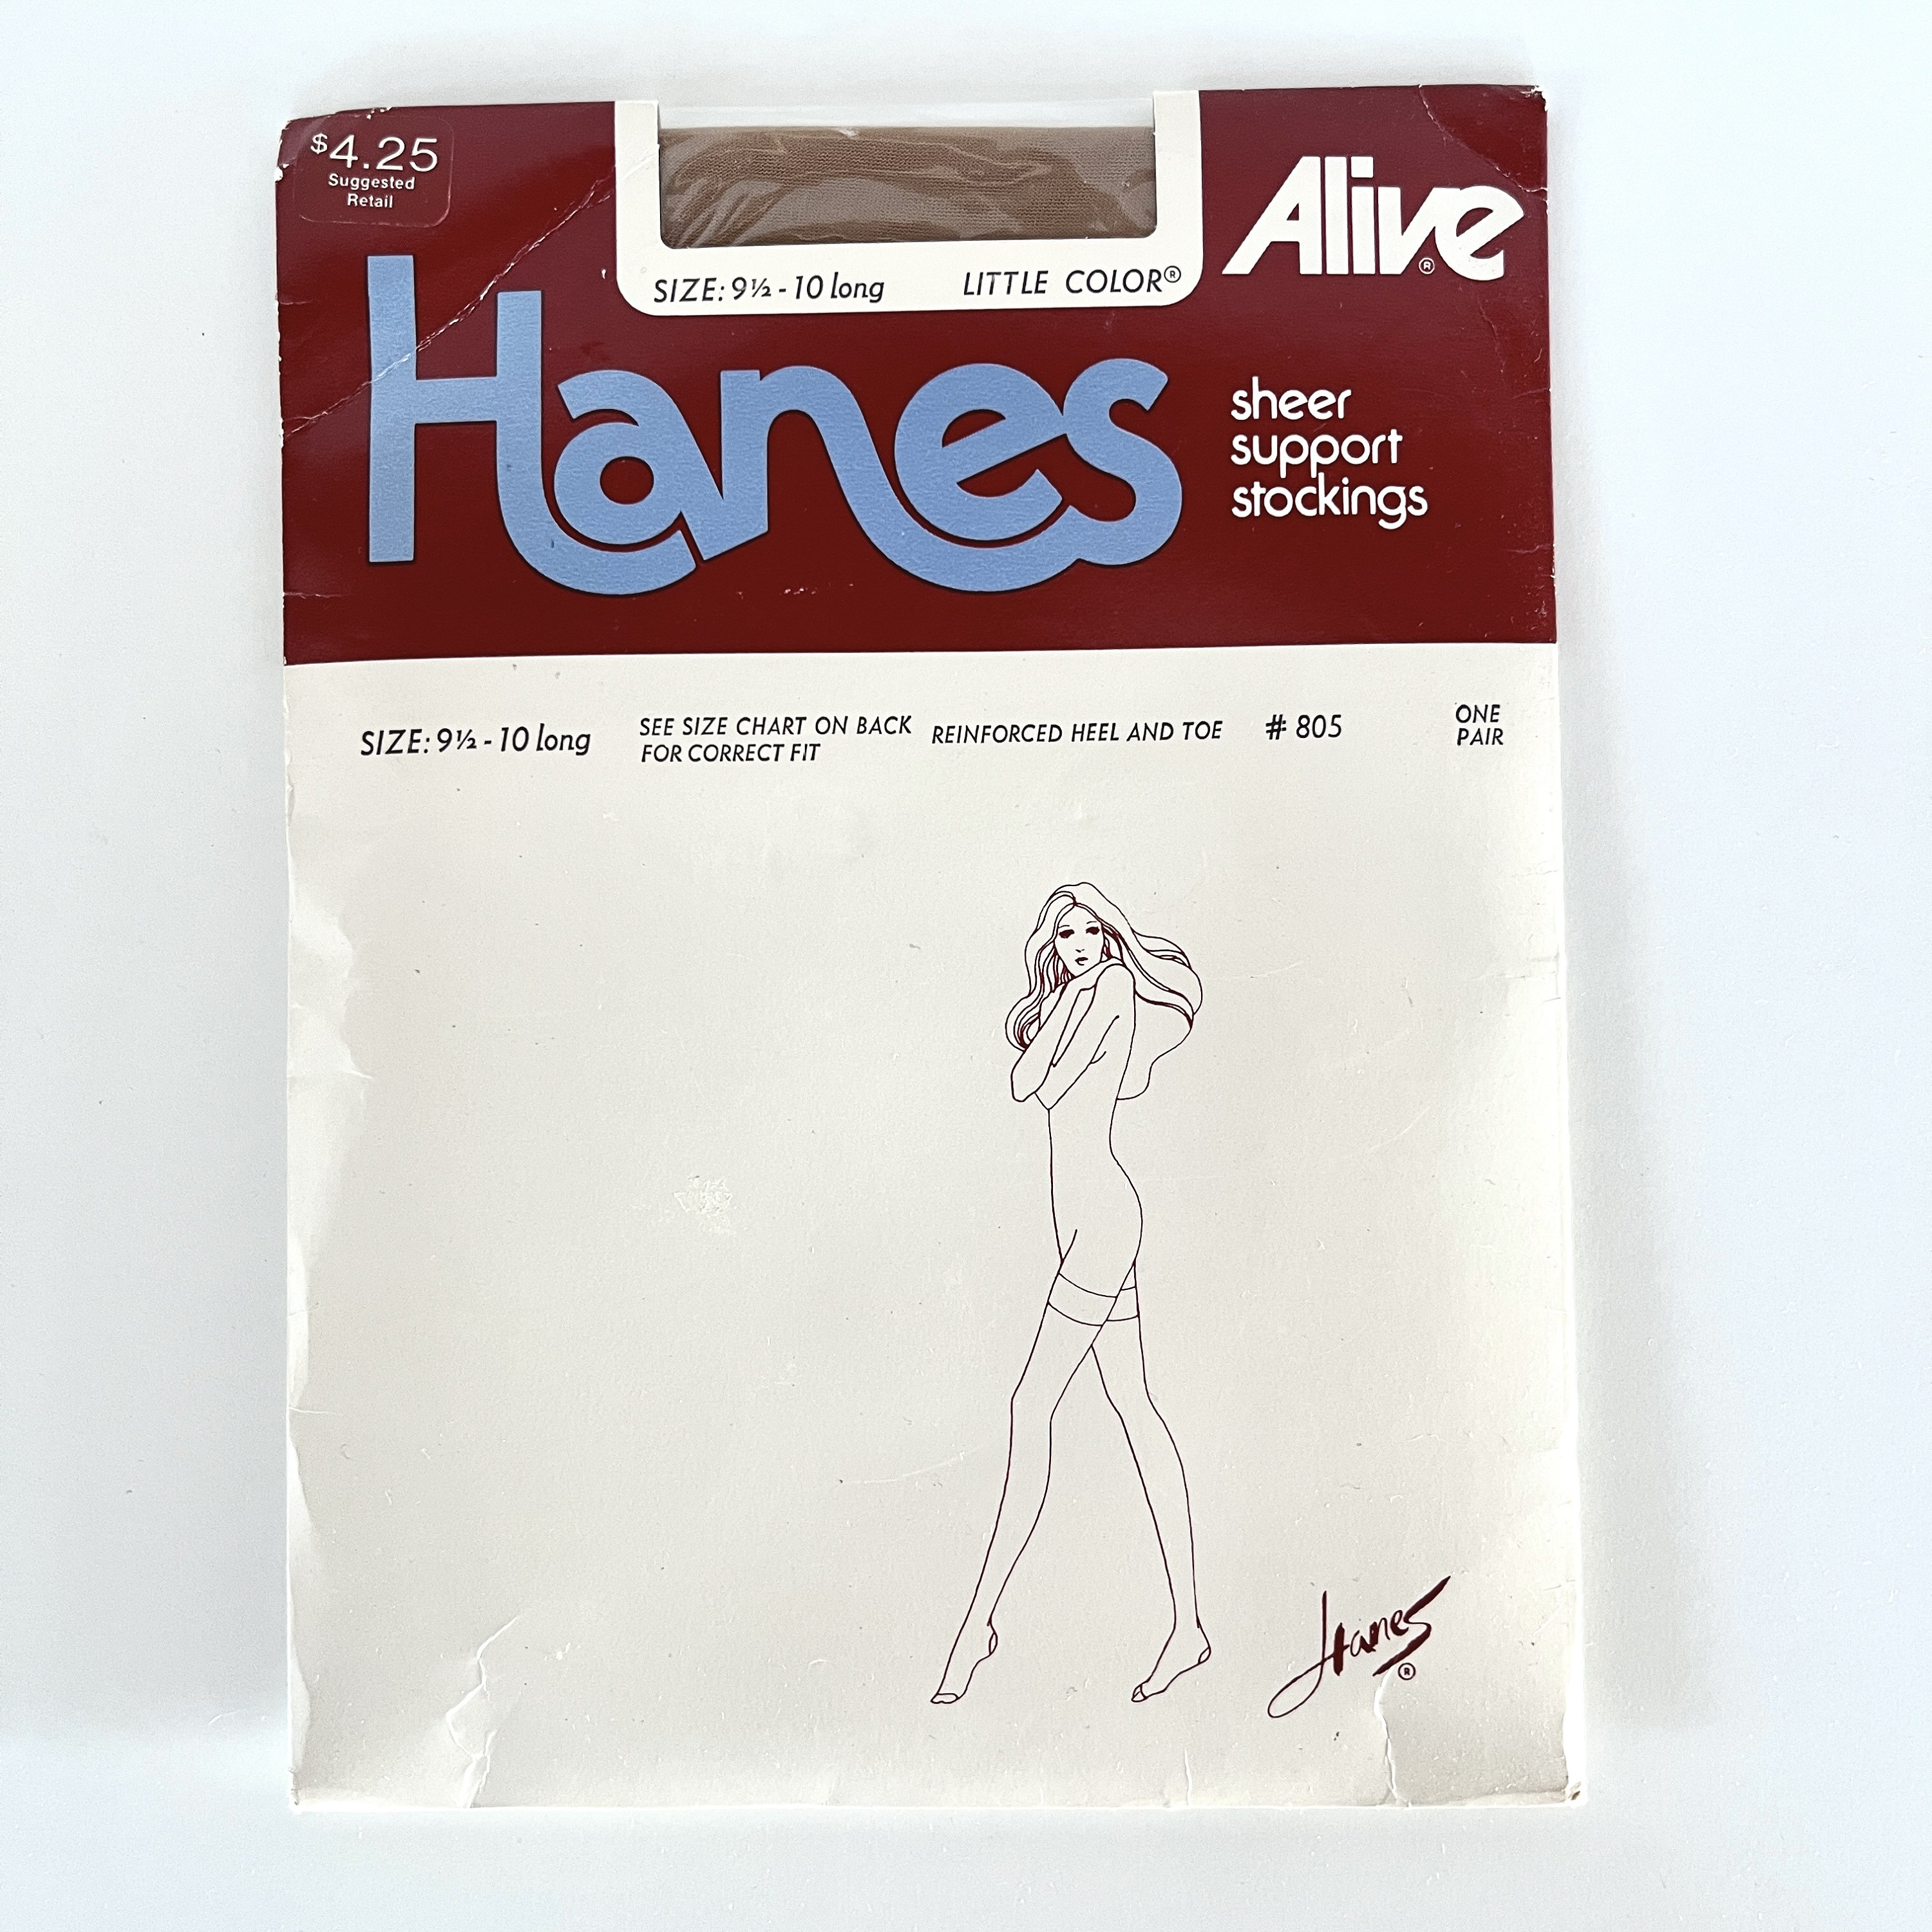 $4.25
Suggested
Retail
SIZE: 9½ - 10 long
LITTLE COLOR®
Alive®
Hanes
sheer
support
stockings
SIZE: 9½ - 10 long
SEE SIZE CHART ON BACK
FOR CORRECT FIT
REINFORCED HEEL AND TOE
# 805
ONE
PAIR
Hanes
®